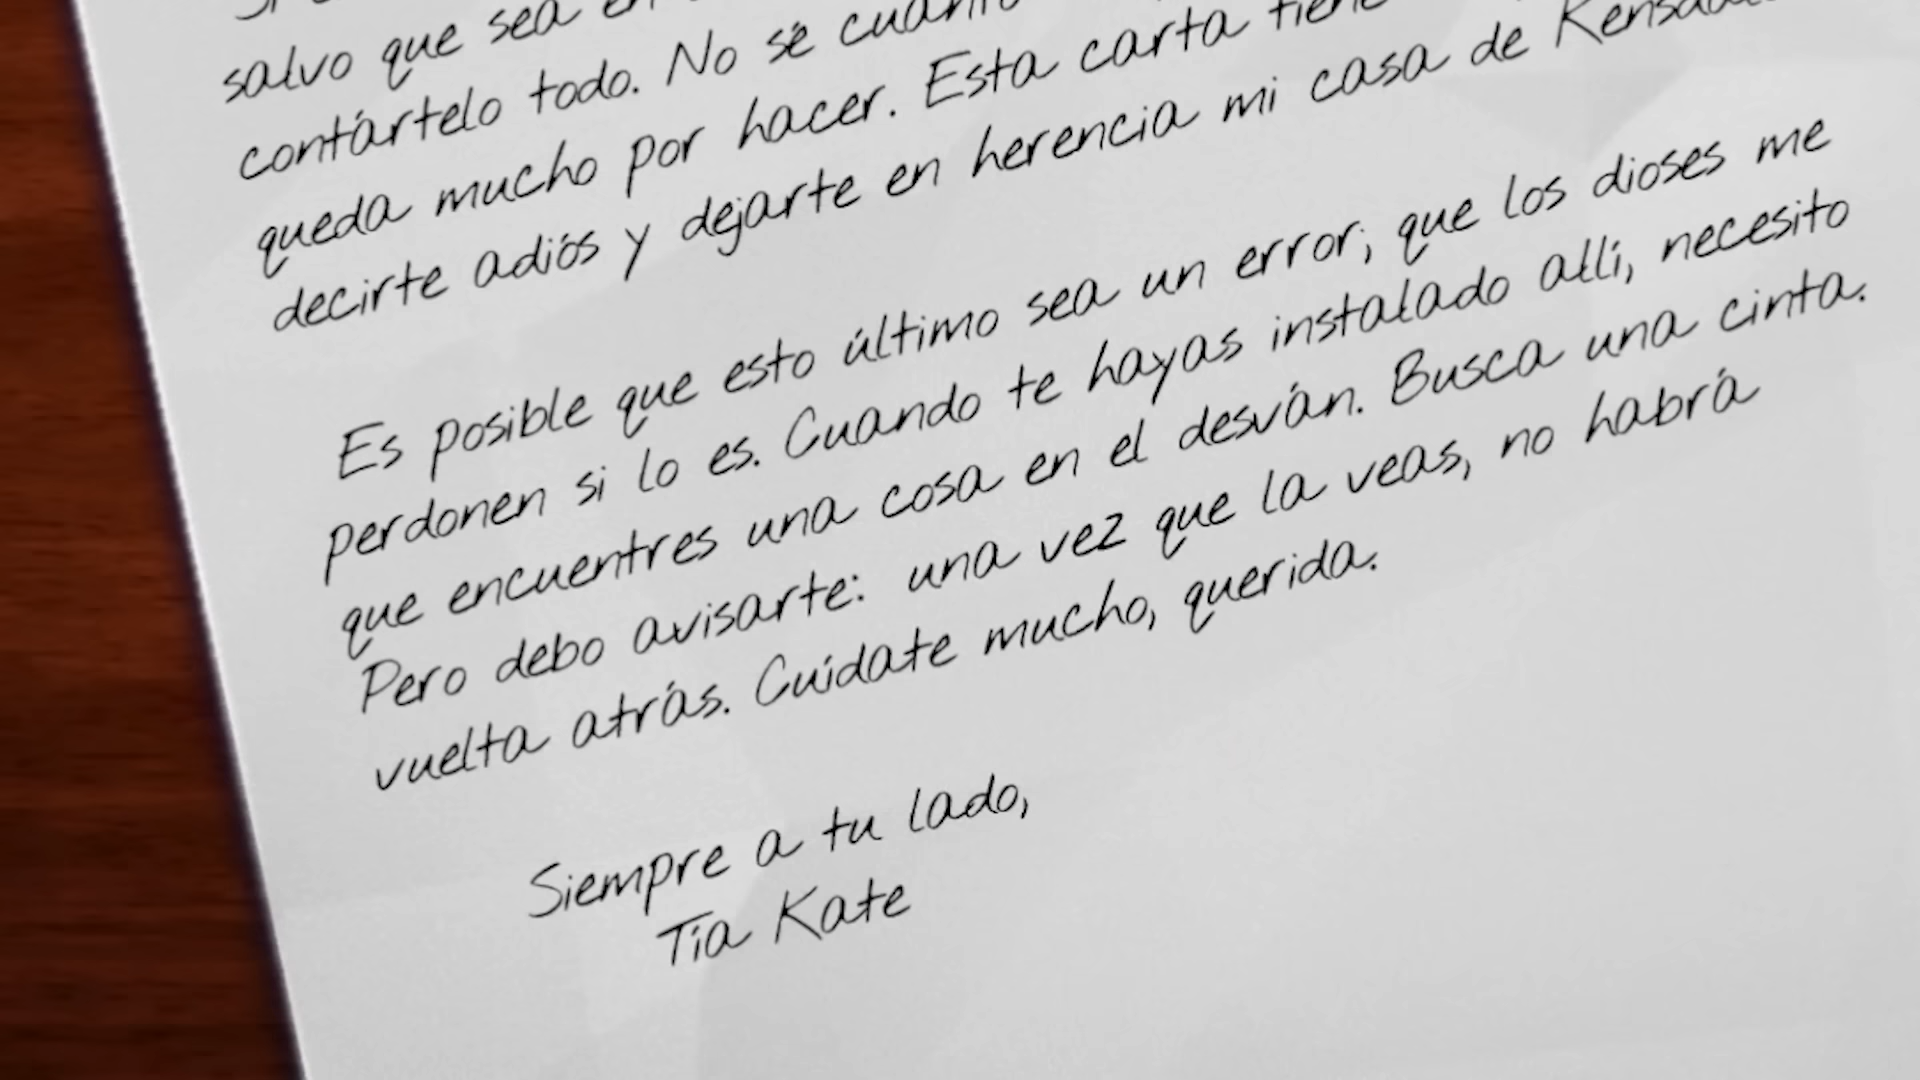 salvo que sea
contártelo todo. No sé
queda mucho por hacer. Esta carta tiene
decirte adiós y dejarte en herencia mi casa de
Es posible que esto último sea un error; que los dioses me
perdonen si lo es. Cuando te hayas instalado allí, necesito
que encuentres una cosa en el desván. Busca una cinta.
Pero debo avisarte: una vez que la veas, no habrá
vuelta atrás. Cuídate mucho, querida.
Siempre a tu lado,
Tía Kate